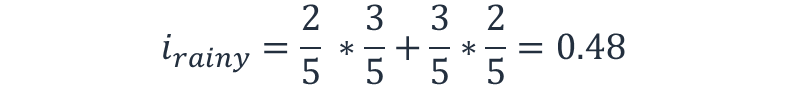 i_rainy = 2/5 * 3/5 + 3/5 * 2/5 = 0.48